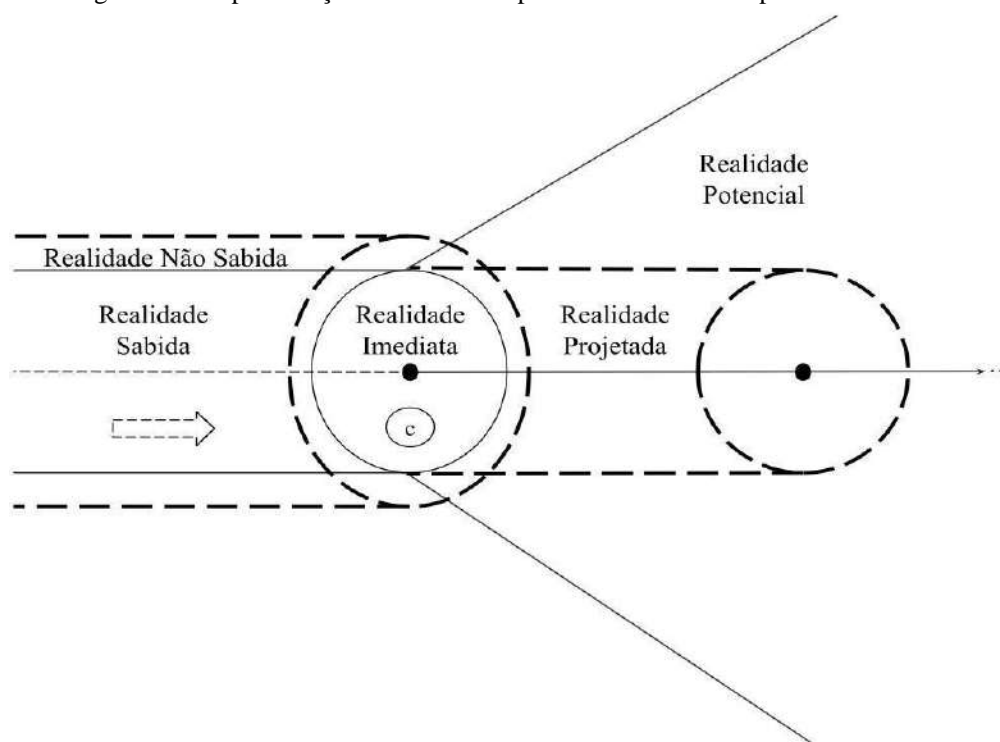 Realidade
Potencial
Realidade Não Sabida
Realidade
Sabida
Realidade
Imediata
Realidade
Projetada
c